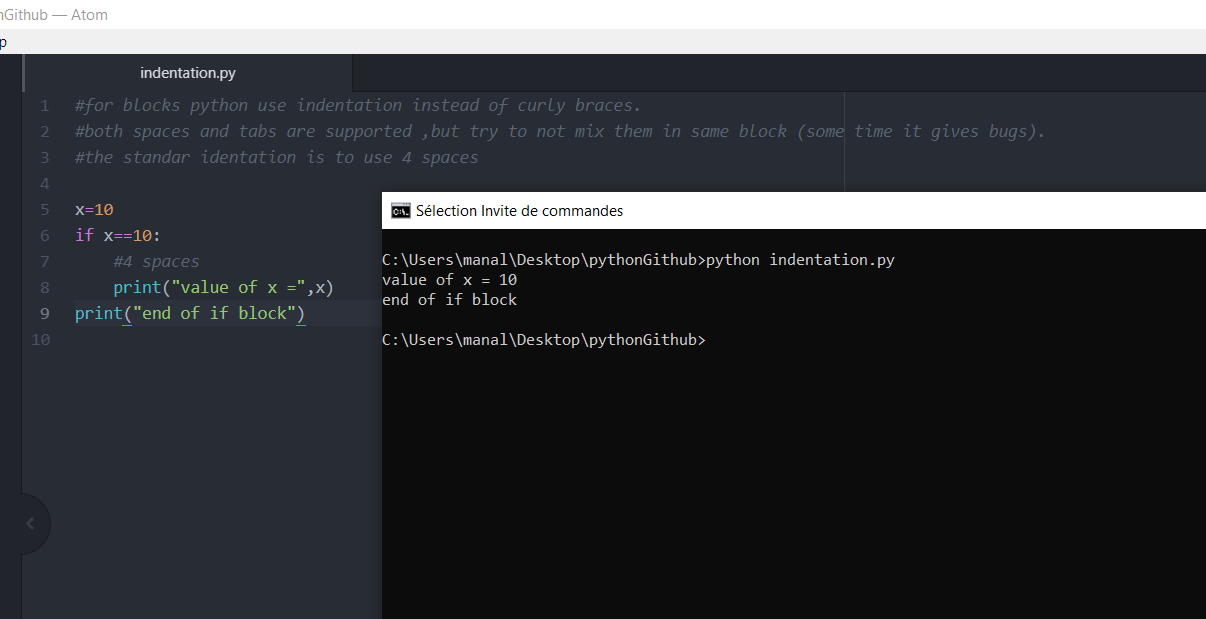 nGithub — Atom
p
indentation.py
1 #for blocks python use indentation instead of curly braces.
2 #both spaces and tabs are supported ,but try to not mix them in same block (some time it gives bugs).
3 #the standar identation is to use 4 spaces
4
5 x=10
6 if x==10:
7     #4 spaces
8     print("value of x =",x)
9 print("end of if block")
10
C:\. Sélection Invite de commandes
C:\Users\manal\Desktop\pythonGithub>python indentation.py
value of x = 10
end of if block
C:\Users\manal\Desktop\pythonGithub>